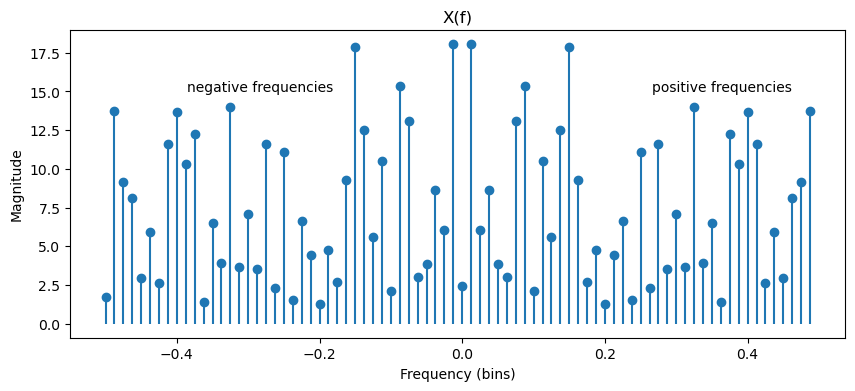 X(f)
17.5
15.0
12.5
10.0
7.5
5.0
2.5
0.0
Magnitude
negative frequencies
positive frequencies
−0.4
−0.2
0.0
0.2
0.4
Frequency (bins)